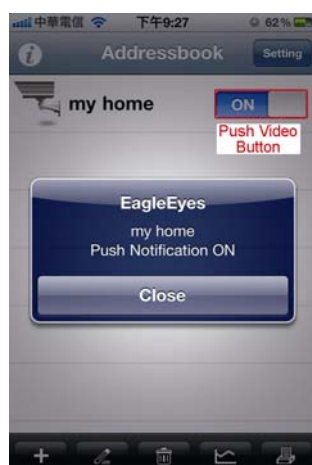 中華電信 下午9:27 62%
Addressbook Setting
my home ON
Push Video
Button
EagleEyes
my home
Push Notification ON
Close